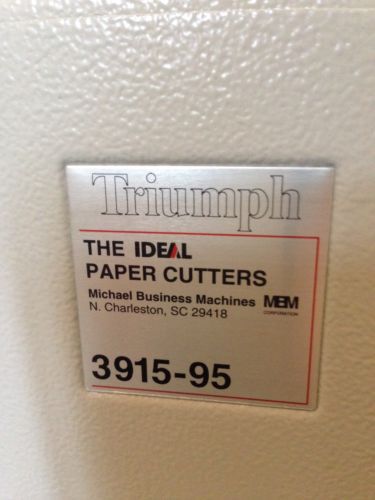 Triumph
THE IDEAL
PAPER CUTTERS
Michael Business Machines MBM
N. Charleston, SC 29418 CORPORATION
3915-95